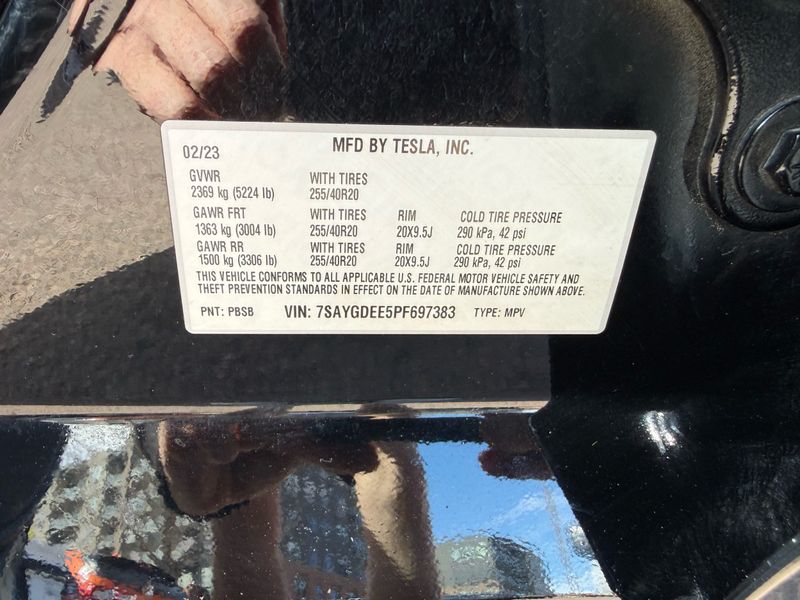 02/23 MFD BY TESLA, INC.
GVWR WITH TIRES
2369 kg (5224 lb) 255/40R20
GAWR FRT WITH TIRES RIM COLD TIRE PRESSURE
1363 kg (3004 lb) 255/40R20 20X9.5J 290 kPa, 42 psi
GAWR RR WITH TIRES RIM COLD TIRE PRESSURE
1500 kg (3306 lb) 255/40R20 20X9.5J 290 kPa, 42 psi
THIS VEHICLE CONFORMS TO ALL APPLICABLE U.S. FEDERAL MOTOR VEHICLE SAFETY AND
THEFT PREVENTION STANDARDS IN EFFECT ON THE DATE OF MANUFACTURE SHOWN ABOVE.
PNT: PBSB VIN: 7SAYGDEE5PF697383 TYPE: MPV